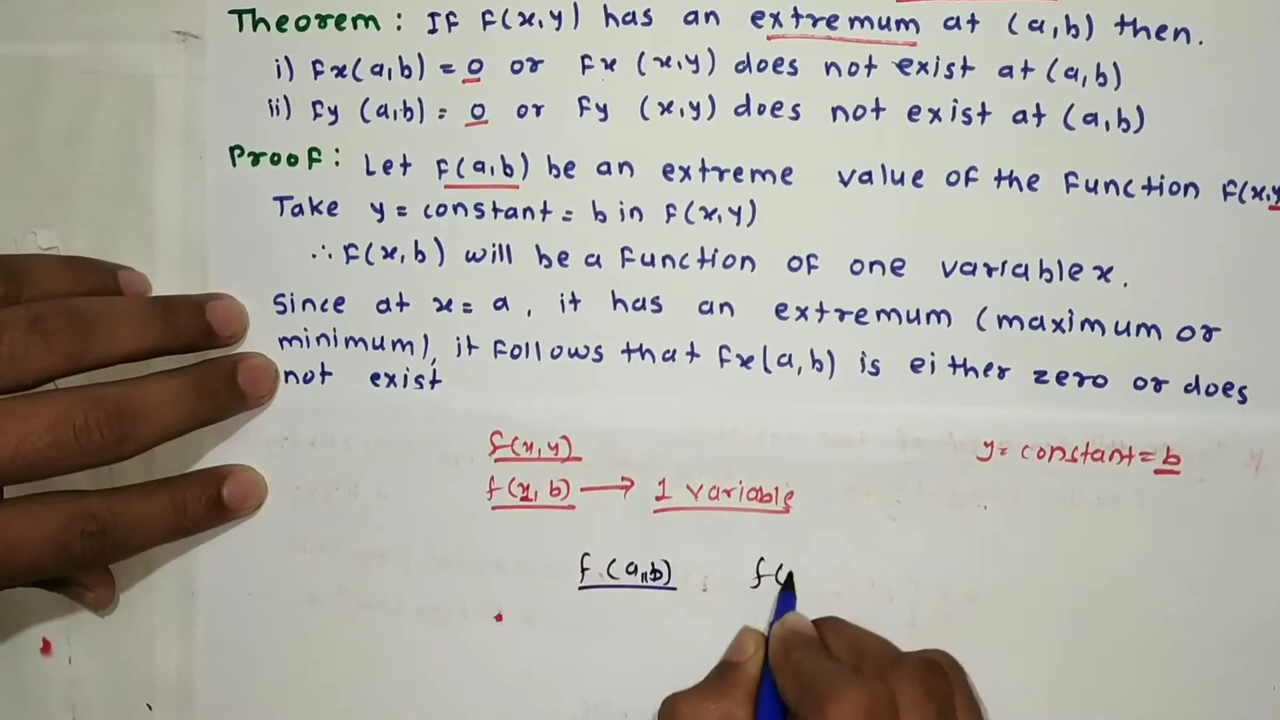 Theorem: If f(x,y) has an extremum at (a,b) then.
i) fx(a,b) = 0 or fx (x,y) does not exist at (a,b)
ii) fy (a,b) = 0 or fy (x,y) does not exist at (a,b)
Proof: Let f(a,b) be an extreme value of the function f(x,y
Take y = constant = b in f(x,y)
∴ f(x,b) will be a function of one variable x.
Since at x = a, it has an extremum (maximum or
minimum), it follows that fx(a,b) is either zero or does
not exist
f(x,y)
y = constant = b
f(x, b) → 1 variable
f (a,b) f(